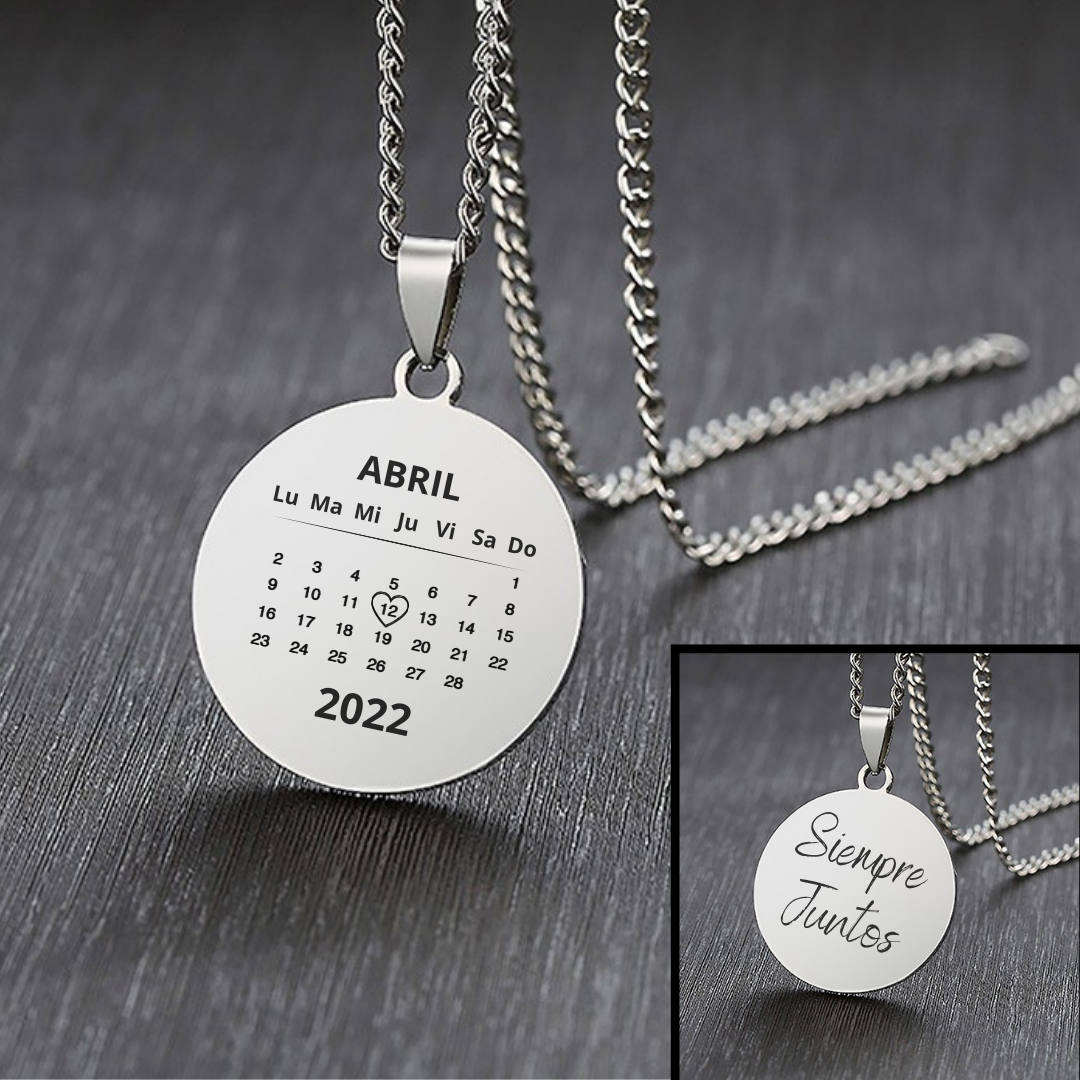 ABRIL
Lu Ma Mi Ju Vi Sa Do
1
2 3 4 5 6 7 8
9 10 11 12 13 14 15
16 17 18 19 20 21 22
23 24 25 26 27 28
2022
Siempre
Juntos